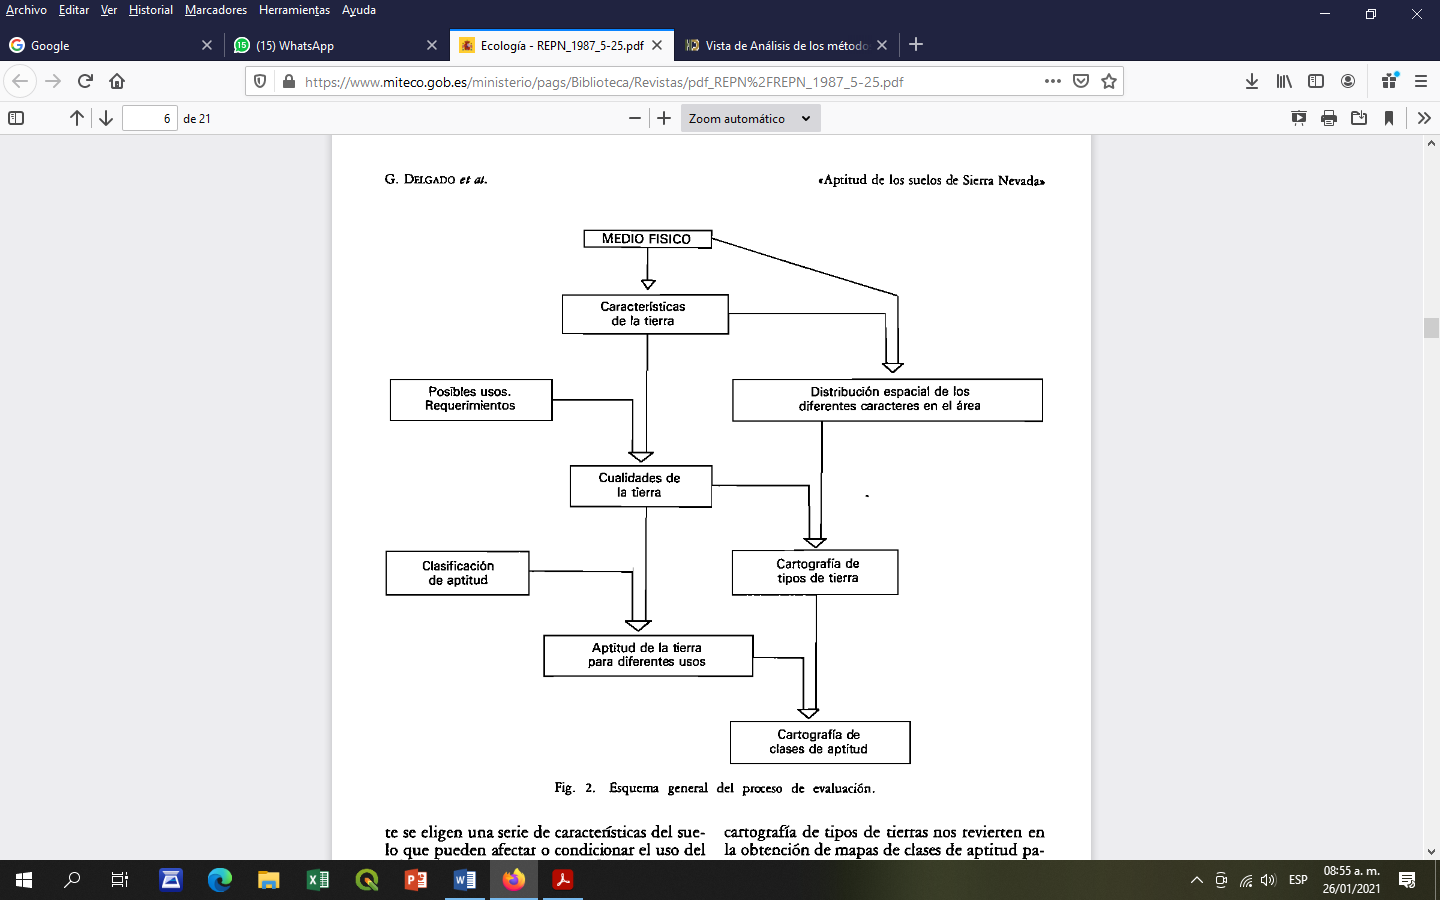 Archivo Editar Ver Historial Marcadores Herramientas Ayuda
Google
(15) WhatsApp
Ecología - REPN_1987_5-25.pdf
Vista de Análisis de los método
https://www.miteco.gob.es/ministerio/pags/Biblioteca/Revistas/pdf_REPN%2FREPN_1987_5-25.pdf
6 de 21
Zoom automático
G. DELGADO et al.
«Aptitud de los suelos de Sierra Nevada»
MEDIO FISICO
Características
de la tierra
Posibles usos.
Requerimientos
Distribución espacial de los
diferentes caracteres en el área
Cualidades de
la tierra
Clasificación
de aptitud
Cartografía de
tipos de tierra
Aptitud de la tierra
para diferentes usos
Cartografía de
clases de aptitud
Fig. 2. Esquema general del proceso de evaluación.
te se eligen una serie de características del sue-
lo que pueden afectar o condicionar el uso del
cartografía de tipos de tierras nos revierten en
la obtención de mapas de clases de aptitud pa-
ESP
08:55 a. m.
26/01/2021